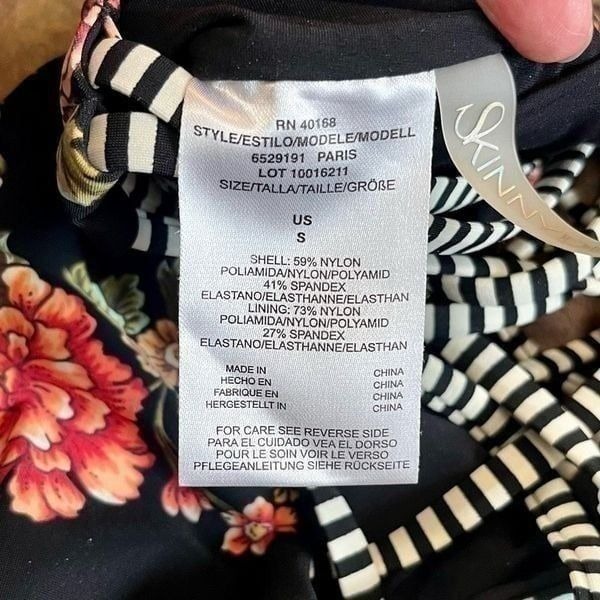 RN 40168
STYLE/ESTILO/MODELE/MODELL
6529191 PARIS
LOT 10016211
SIZE/TALLA/TAILLE/GRÖßE
US
S
SHELL: 59% NYLON
POLIAMIDA/NYLON/POLYAMID
41% SPANDEX
ELASTANO/ELASTHANNE/ELASTHAN
LINING: 73% NYLON
POLIAMIDA/NYLON/POLYAMID
27% SPANDEX
ELASTANO/ELASTHANNE/ELASTHAN
MADE IN CHINA
HECHO EN CHINA
FABRIQUE EN CHINA
HERGESTELLT IN CHINA
FOR CARE SEE REVERSE SIDE
PARA EL CUIDADO VEA EL DORSO
POUR LE SOIN VOIR LE VERSO
PFLEGEANLEITUNG SIEHE RÜCKSEITE
SKINNY